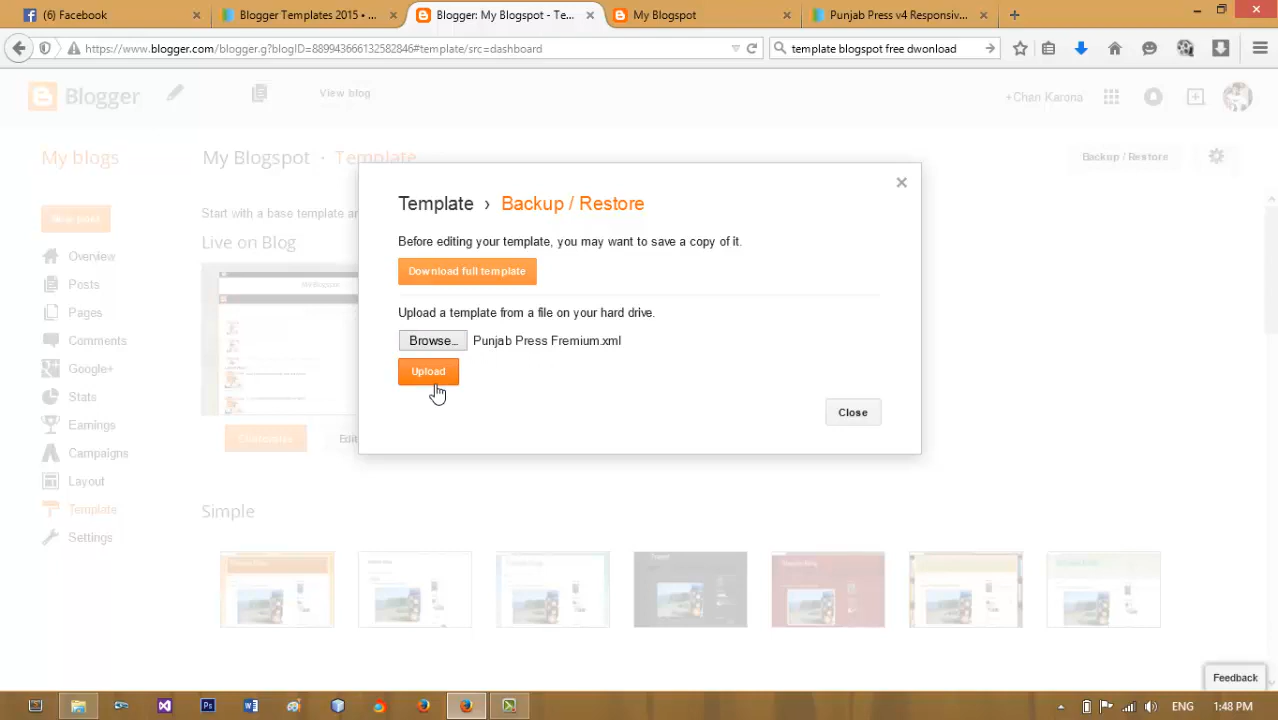 (6) Facebook
Blogger Templates 2015 •...
Blogger: My Blogspot - Te...
My Blogspot
Punjab Press v4 Responsiv...
https://www.blogger.com/blogger.g?blogID=889943666132582846#template/src=dashboard
template blogspot free dwonload
Blogger
View blog
+Chan Karona
My blogs
My Blogspot · Template
Backup / Restore
New post
Start with a base template an
Live on Blog
Overview
Posts
Pages
Comments
Google+
Stats
Earnings
Campaigns
Layout
Template
Settings
Customize
Edit
Template › Backup / Restore
Before editing your template, you may want to save a copy of it.
Download full template
Upload a template from a file on your hard drive.
Browse...
Punjab Press Fremium.xml
Upload
Close
Simple
Feedback
ENG
1:48 PM